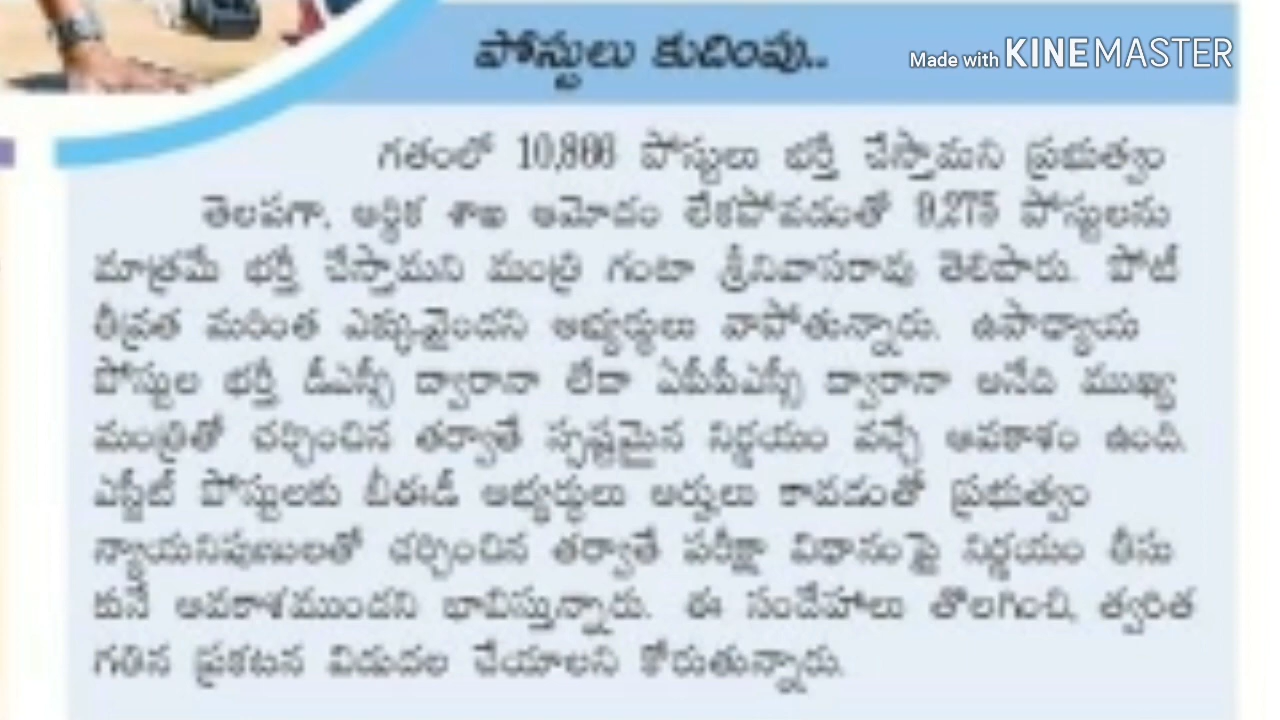 పోస్టులు కుదింపు..
Made with KINEMASTER
గతంలో 10,866 పోస్టులు భర్తీ చేస్తామని ప్రభుత్వం
తెలపగా, ఆర్థిక శాఖ ఆమోదం లేకపోవడంతో 9,275 పోస్టులను
మాత్రమే భర్తీ చేస్తామని మంత్రి గంటా శ్రీనివాసరావు తెలిపారు. పోటీ
తీవ్రత మరింత ఎక్కువైందని అభ్యర్థులు వాపోతున్నారు. ఉపాధ్యాయ
పోస్టుల భర్తీ డీఎస్సీ ద్వారానా లేదా ఏపీపీఎస్సీ ద్వారానా అనేది ముఖ్య
మంత్రితో చర్చించిన తర్వాతే స్పష్టమైన నిర్ణయం వచ్చే అవకాశం ఉంది.
ఎస్జీటీ పోస్టులకు బీఈడీ అభ్యర్థులు అర్హులు కావడంతో ప్రభుత్వం
న్యాయనిపుణులతో చర్చించిన తర్వాతే పరీక్షా విధానంపై నిర్ణయం తీసు
కునే అవకాశముందని భావిస్తున్నారు. ఈ సందేహాలు తొలగించి, త్వరిత
గతిన ప్రకటన విడుదల చేయాలని కోరుతున్నారు.